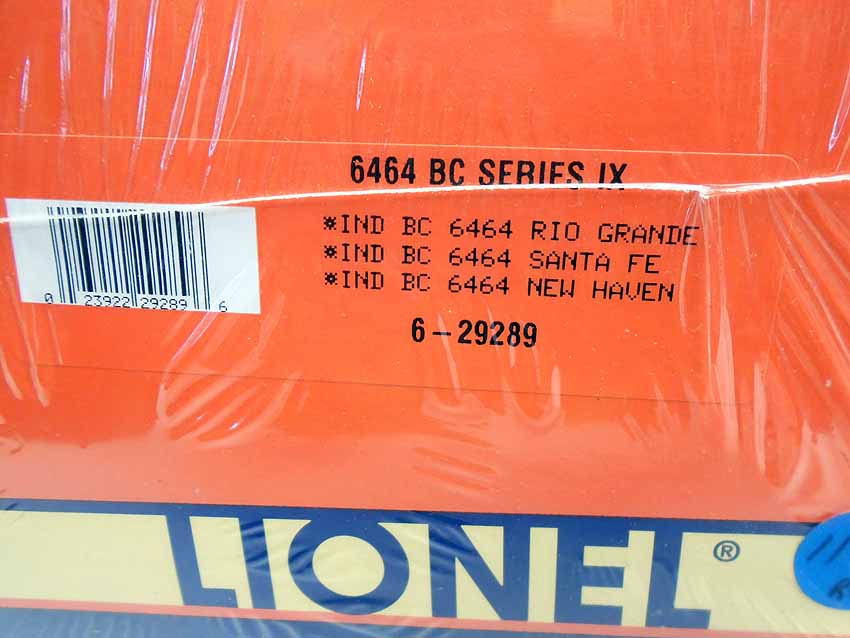 6464 BC SERIES IX
*IND BC 6464 RIO GRANDE
*IND BC 6464 SANTA FE
*IND BC 6464 NEW HAVEN
6-29289
0 23922 29289 6
LIONEL ®